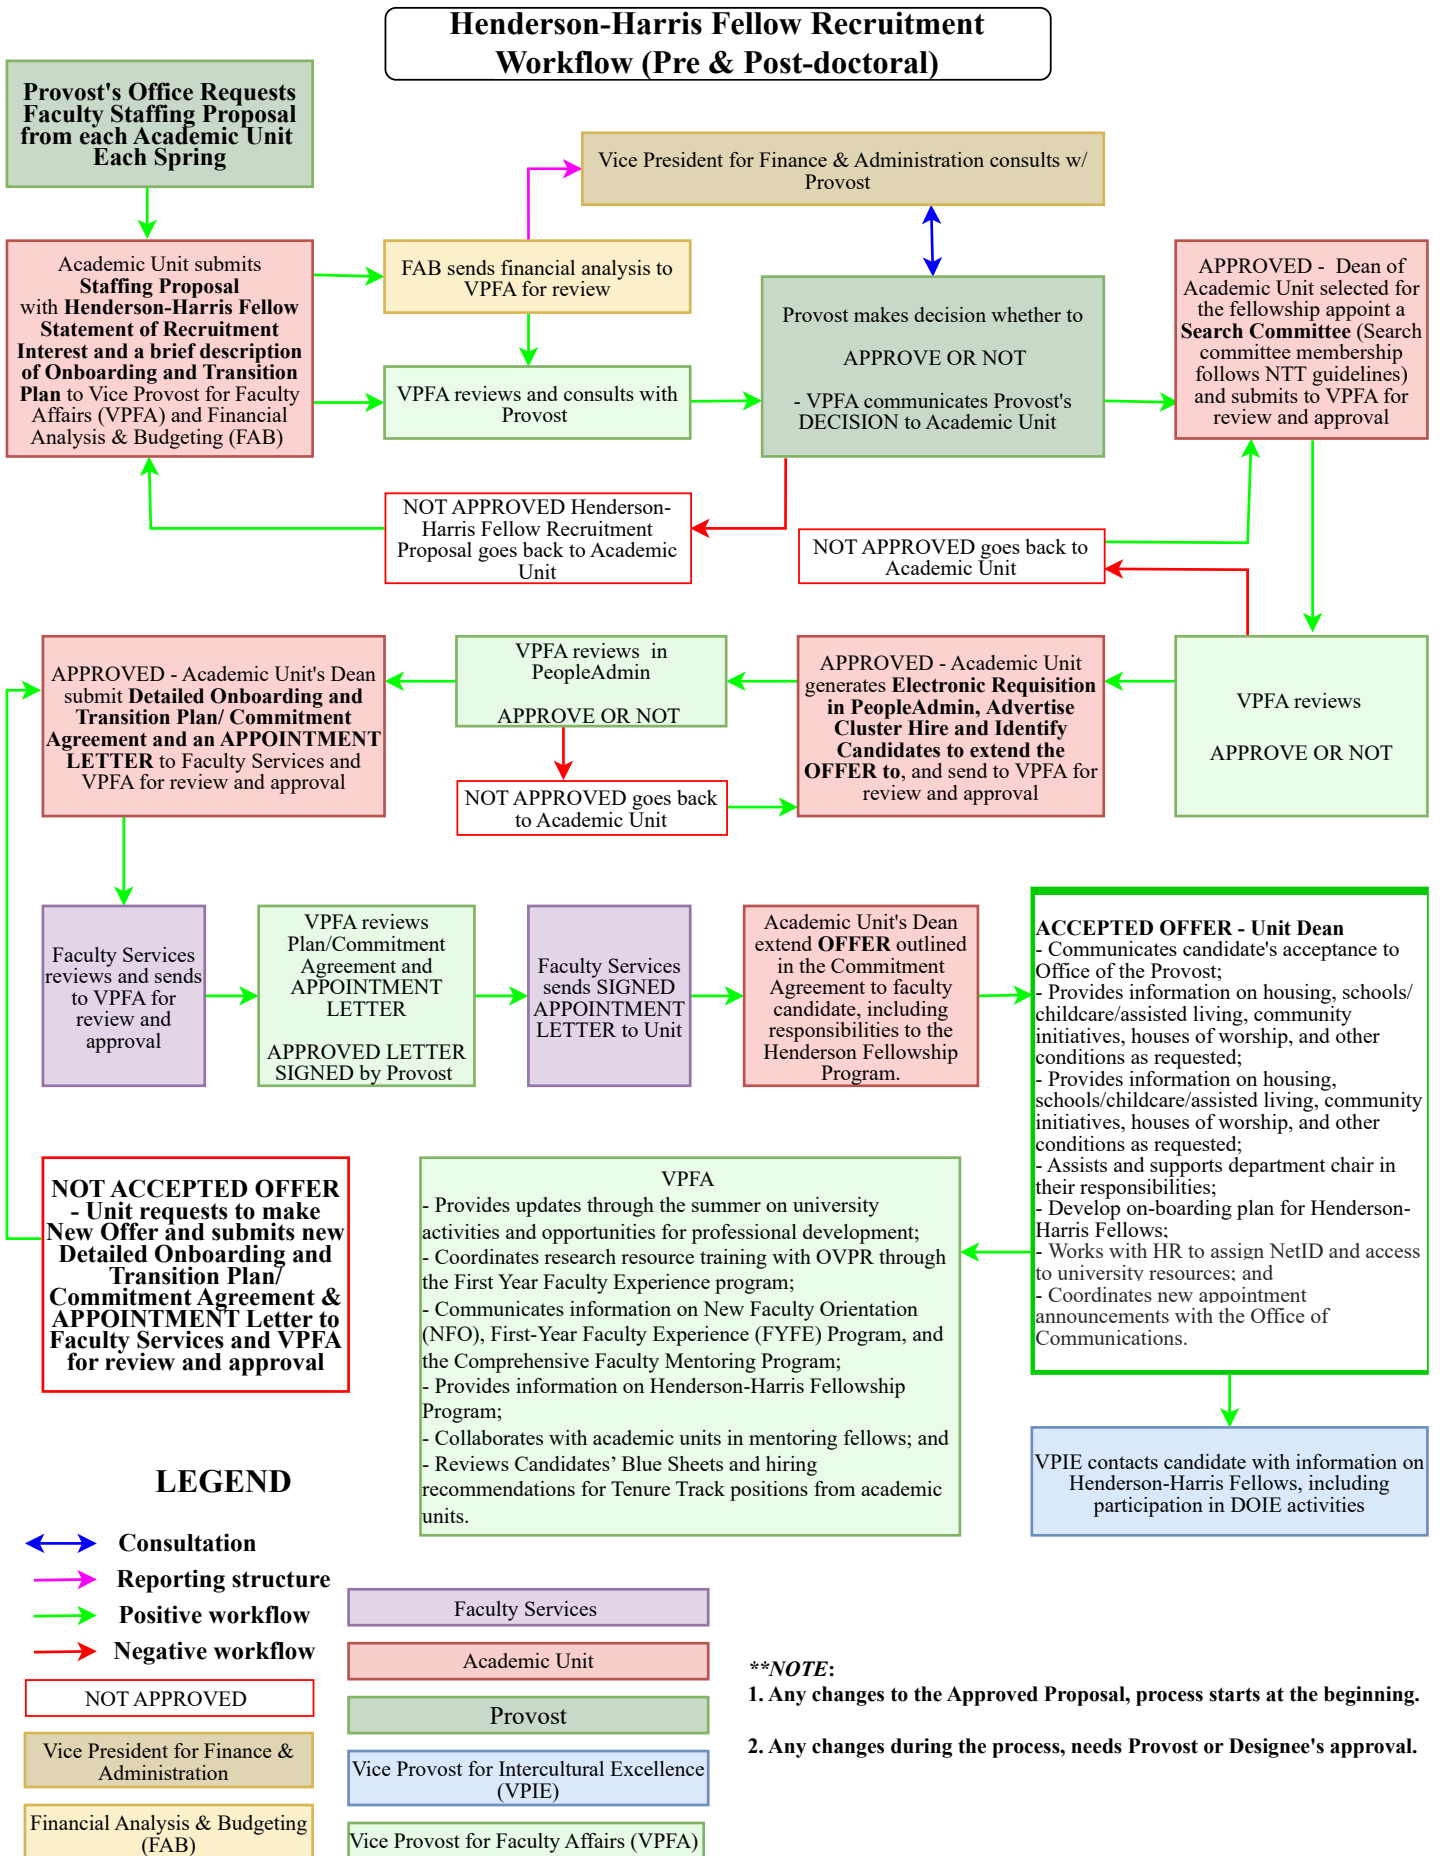 Henderson-Harris Fellow Recruitment
Workflow (Pre & Post-doctoral)
Provost's Office Requests
Faculty Staffing Proposal
from each Academic Unit
Each Spring
Vice President for Finance & Administration consults w/
Provost
Academic Unit submits
Staffing Proposal
with Henderson-Harris Fellow
Statement of Recruitment
Interest and a brief description
of Onboarding and Transition
Plan to Vice Provost for Faculty
Affairs (VPFA) and Financial
Analysis & Budgeting (FAB)
FAB sends financial analysis to
VPFA for review
VPFA reviews and consults with
Provost
Provost makes decision whether to
APPROVE OR NOT
- VPFA communicates Provost's
DECISION to Academic Unit
APPROVED - Dean of
Academic Unit selected for
the fellowship appoint a
Search Committee (Search
committee membership
follows NTT guidelines)
and submits to VPFA for
review and approval
NOT APPROVED Henderson-
Harris Fellow Recruitment
Proposal goes back to Academic
Unit
NOT APPROVED goes back to
Academic Unit
APPROVED - Academic Unit's Dean
submit Detailed Onboarding and
Transition Plan/ Commitment
Agreement and an APPOINTMENT
LETTER to Faculty Services and
VPFA for review and approval
VPFA reviews in
PeopleAdmin
APPROVE OR NOT
NOT APPROVED goes back
to Academic Unit
APPROVED - Academic Unit
generates Electronic Requisition
in PeopleAdmin, Advertise
Cluster Hire and Identify
Candidates to extend the
OFFER to, and send to VPFA for
review and approval
VPFA reviews
APPROVE OR NOT
Faculty Services
reviews and sends
to VPFA for
review and
approval
VPFA reviews
Plan/Commitment
Agreement and
APPOINTMENT
LETTER
APPROVED LETTER
SIGNED by Provost
Faculty Services
sends SIGNED
APPOINTMENT
LETTER to Unit
Academic Unit's Dean
extend OFFER outlined
in the Commitment
Agreement to faculty
candidate, including
responsibilities to the
Henderson Fellowship
Program.
ACCEPTED OFFER - Unit Dean
- Communicates candidate's acceptance to
Office of the Provost;
- Provides information on housing, schools/
childcare/assisted living, community
initiatives, houses of worship, and other
conditions as requested;
- Provides information on housing,
schools/childcare/assisted living, community
initiatives, houses of worship, and other
conditions as requested;
- Assists and supports department chair in
their responsibilities;
- Develop on-boarding plan for Henderson-
Harris Fellows;
- Works with HR to assign NetID and access
to university resources; and
- Coordinates new appointment
announcements with the Office of
Communications.
NOT ACCEPTED OFFER
- Unit requests to make
New Offer and submits new
Detailed Onboarding and
Transition Plan/
Commitment Agreement &
APPOINTMENT Letter to
Faculty Services and VPFA
for review and approval
VPFA
- Provides updates through the summer on university
activities and opportunities for professional development;
- Coordinates research resource training with OVPR through
the First Year Faculty Experience program;
- Communicates information on New Faculty Orientation
(NFO), First-Year Faculty Experience (FYFE) Program, and
the Comprehensive Faculty Mentoring Program;
- Provides information on Henderson-Harris Fellowship
Program;
- Collaborates with academic units in mentoring fellows; and
- Reviews Candidates’ Blue Sheets and hiring
recommendations for Tenure Track positions from academic
units.
VPIE contacts candidate with information on
Henderson-Harris Fellows, including
participation in DOIE activities
LEGEND
Consultation
Reporting structure
Positive workflow
Negative workflow
NOT APPROVED
Vice President for Finance &
Administration
Financial Analysis & Budgeting
(FAB)
Faculty Services
Academic Unit
Provost
Vice Provost for Intercultural Excellence
(VPIE)
Vice Provost for Faculty Affairs (VPFA)
**NOTE:
1. Any changes to the Approved Proposal, process starts at the beginning.
2. Any changes during the process, needs Provost or Designee's approval.